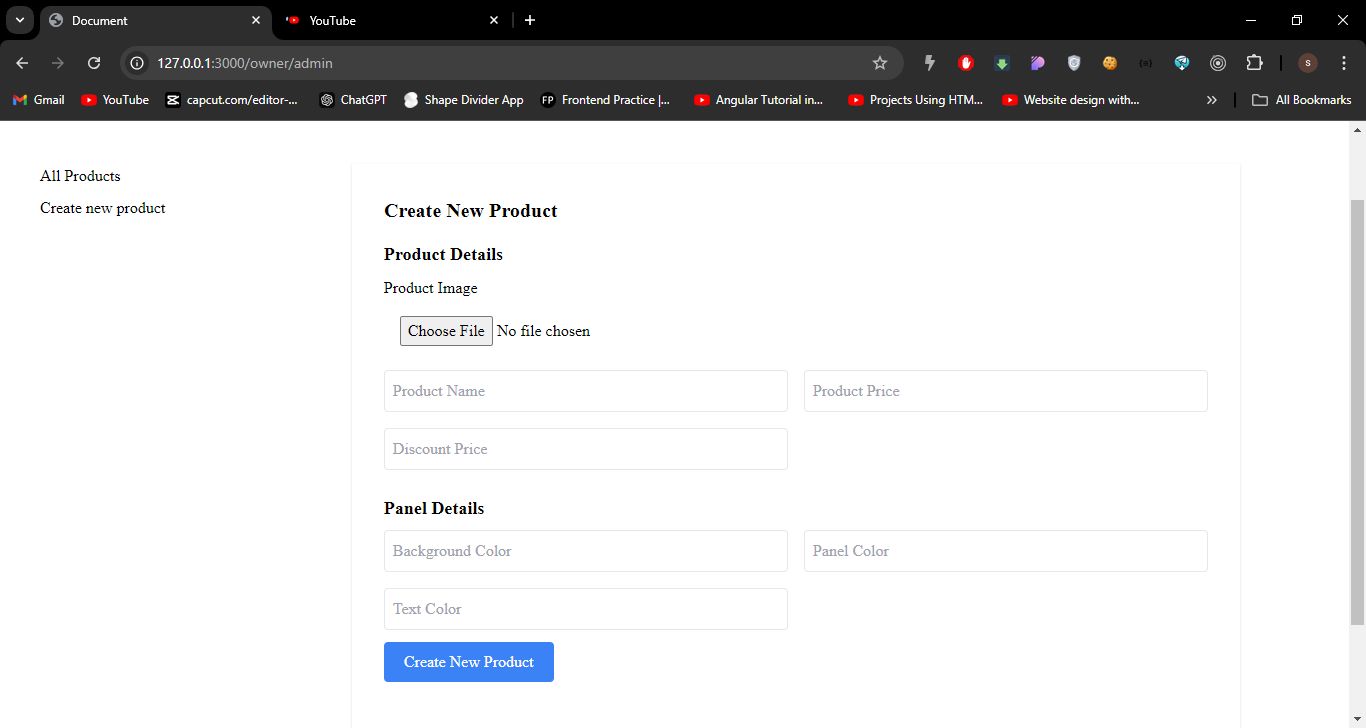 Document
YouTube
127.0.0.1:3000/owner/admin
S
Gmail
YouTube
capcut.com/editor-...
ChatGPT
Shape Divider App
FP
Frontend Practice |...
Angular Tutorial in...
Projects Using HTM...
Website design with...
All Bookmarks
All Products
Create new product
Create New Product
Product Details
Product Image
Choose File No file chosen
Product Name
Product Price
Discount Price
Panel Details
Background Color
Panel Color
Text Color
Create New Product